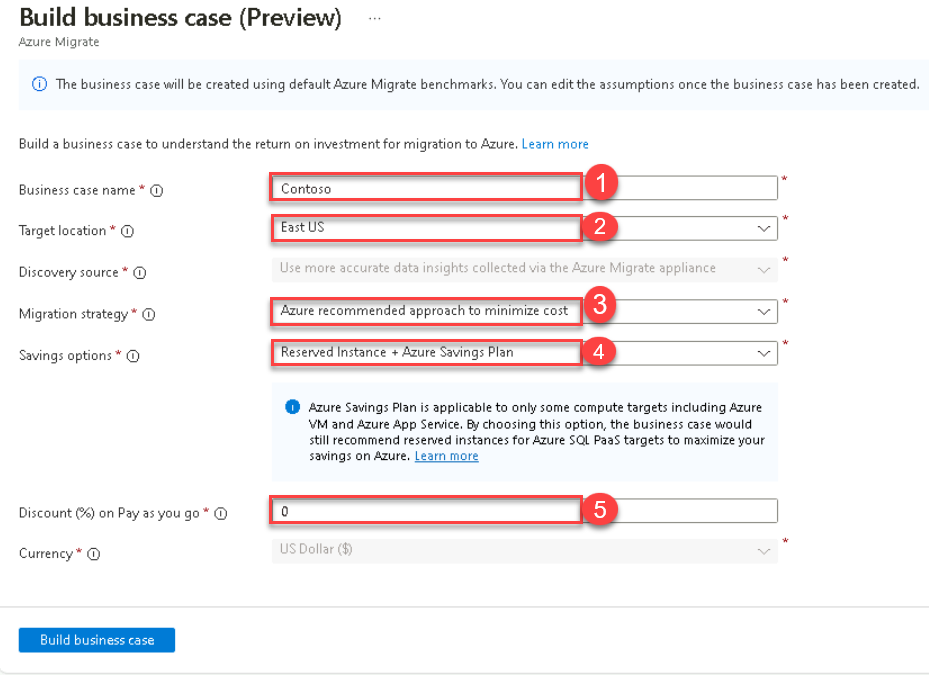 Build business case (Preview) ...
Azure Migrate
The business case will be created using default Azure Migrate benchmarks. You can edit the assumptions once the business case has been created.
Build a business case to understand the return on investment for migration to Azure. Learn more
Business case name * Contoso 1 *
Target location * East US 2 *
Discovery source * Use more accurate data insights collected via the Azure Migrate appliance *
Migration strategy * Azure recommended approach to minimize cost 3 *
Savings options * Reserved Instance + Azure Savings Plan 4 *
Azure Savings Plan is applicable to only some compute targets including Azure
VM and Azure App Service. By choosing this option, the business case would
still recommend reserved instances for Azure SQL PaaS targets to maximize your
savings on Azure. Learn more
Discount (%) on Pay as you go * 0 5
Currency * US Dollar ($) *
Build business case